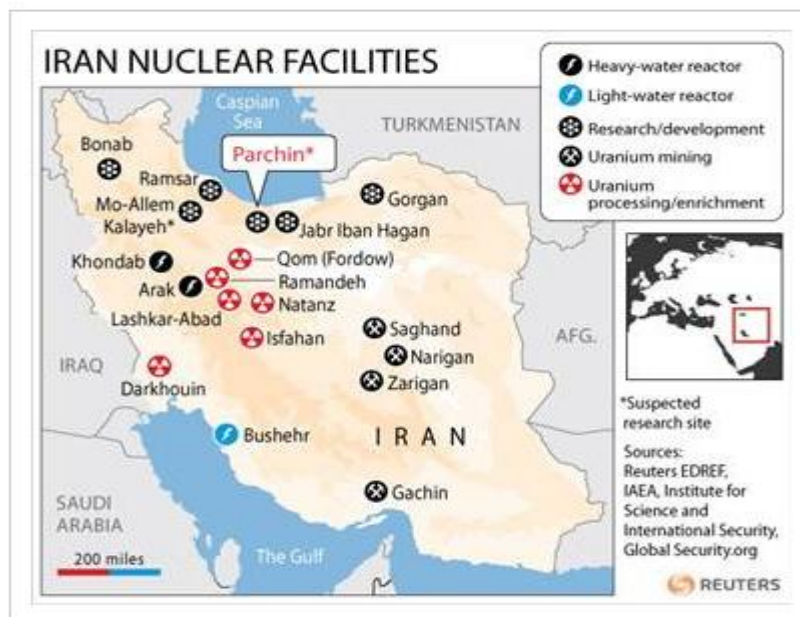 IRAN NUCLEAR FACILITIES
Heavy-water reactor
Light-water reactor
Research/development
Uranium mining
Uranium
processing/enrichment
Caspian
Sea
TURKMENISTAN
Bonab
Parchin*
Ramsar
Mo-Allem
Kalayeh*
Gorgan
Jabr Iban Hagan
Khondab
Qom (Fordow)
Arak
Ramandeh
Natanz
Lashkar-Abad
Isfahan
Saghand
Narigan
Zarigan
AFG.
IRAQ
Darkhouin
Bushehr
IRAN
Gachin
SAUDI
ARABIA
The Gulf
200 miles
*Suspected
research site
Sources:
Reuters EDREF,
IAEA, Institute for
Science and
International Security,
Global Security.org
REUTERS